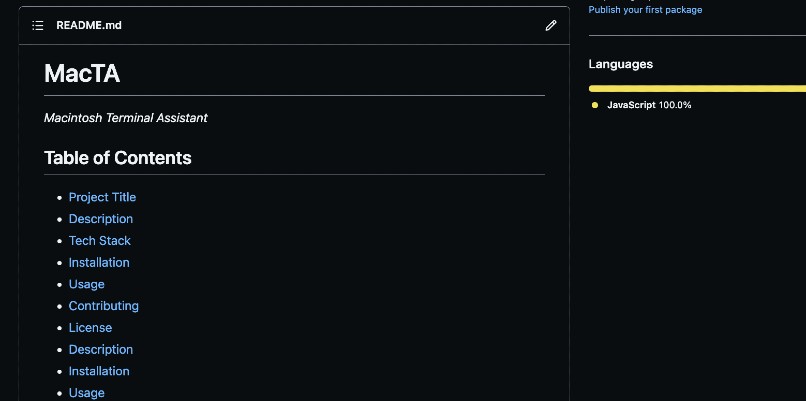 Publish your first package
README.md
MacTA
Macintosh Terminal Assistant
Table of Contents
Project Title
Description
Tech Stack
Installation
Usage
Contributing
License
Description
Installation
Usage
Languages
JavaScript 100.0%